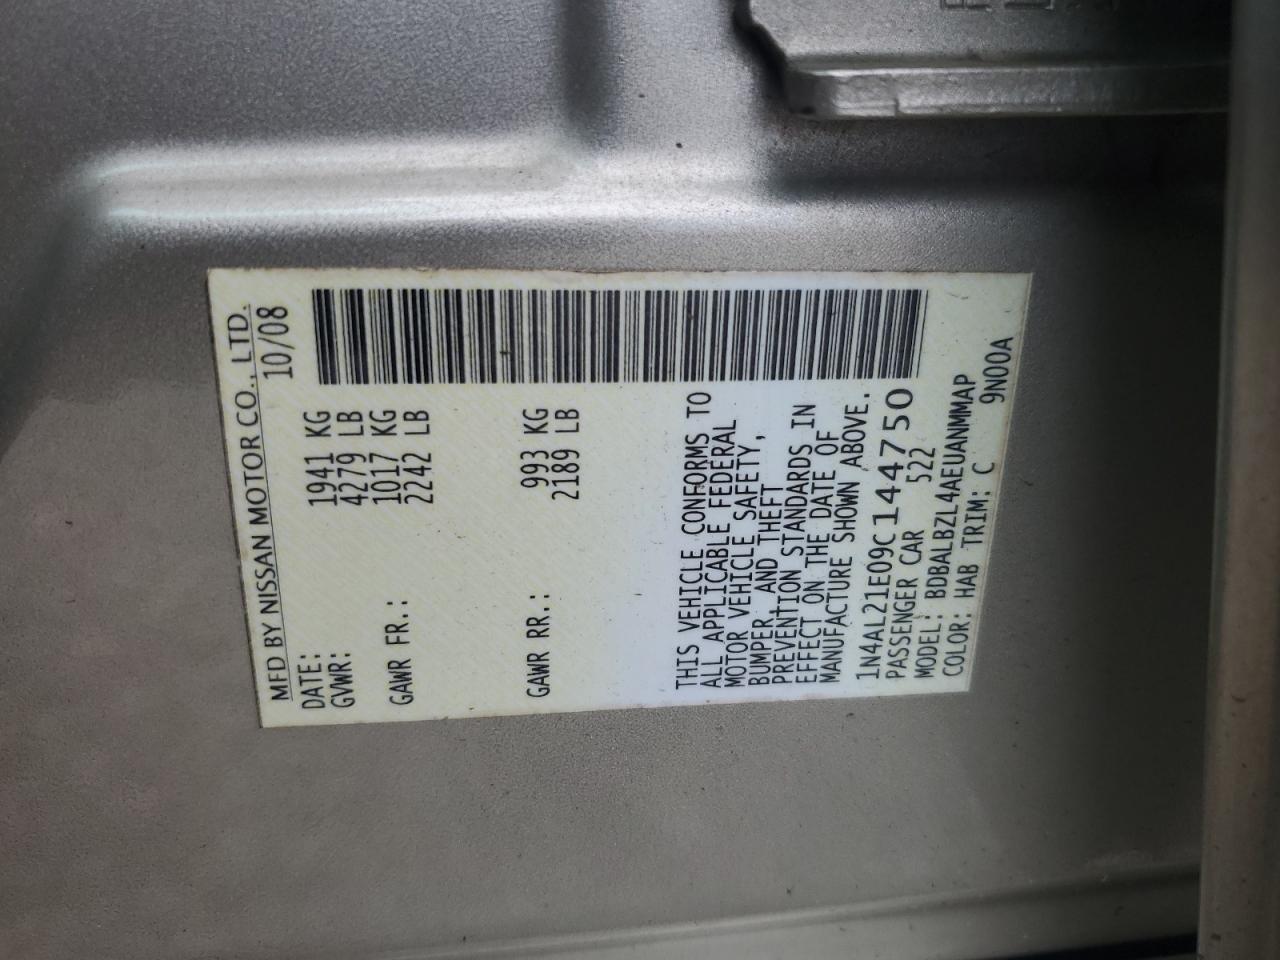 MFD BY NISSAN MOTOR CO., LTD.
DATE: 10/08
GVWR: 1941 KG
4279 LB
GAWR FR.: 1017 KG
2242 LB
GAWR RR.: 993 KG
2189 LB
THIS VEHICLE CONFORMS TO
ALL APPLICABLE FEDERAL
MOTOR VEHICLE SAFETY,
BUMPER, AND THEFT
PREVENTION STANDARDS IN
EFFECT ON THE DATE OF
MANUFACTURE SHOWN ABOVE.
1N4AL21E09C144750
PASSENGER CAR 522
MODEL: BDBALBZL4AEUANMMAP
COLOR: HAB TRIM: C 9N00A